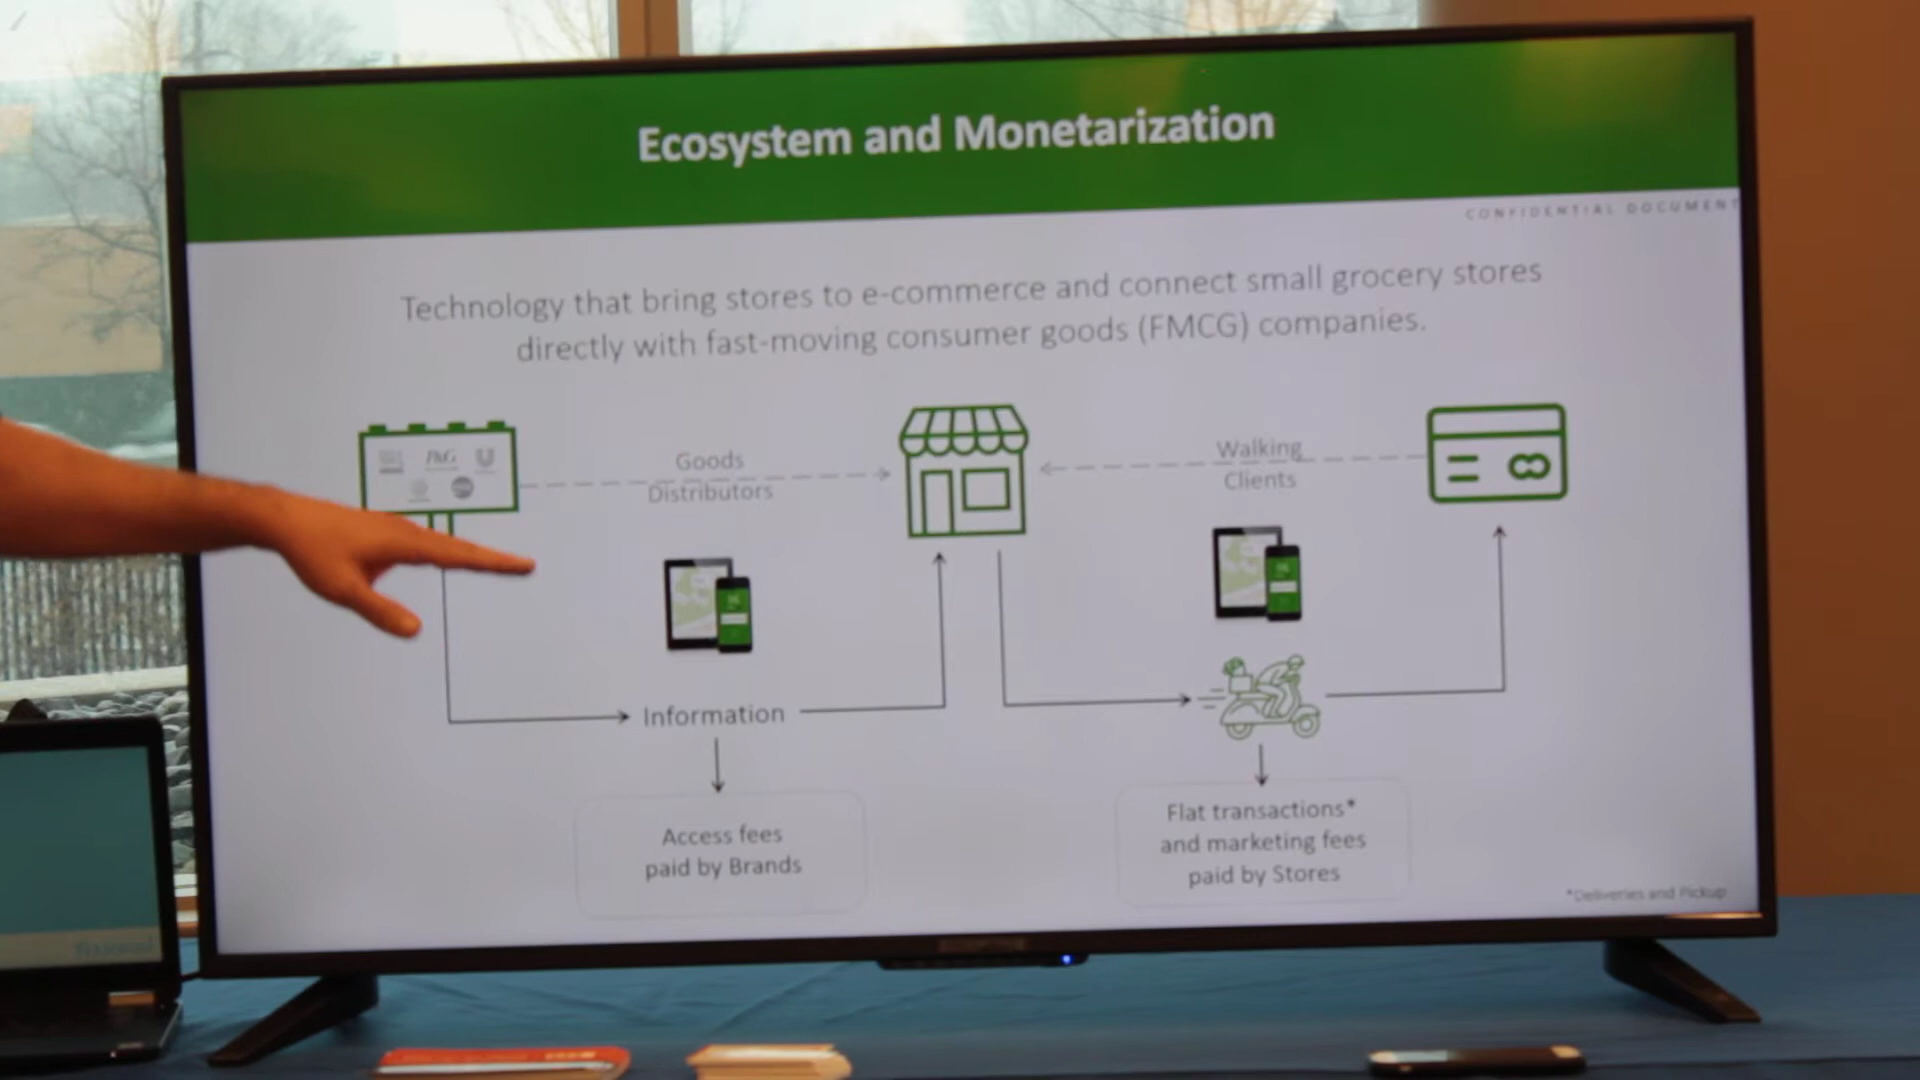 Ecosystem and Monetarization
CONFIDENTIAL DOCUMENT
Technology that bring stores to e-commerce and connect small grocery stores
directly with fast-moving consumer goods (FMCG) companies.
P&G
Goods
Distributors
Walking
Clients
Information
Access fees
paid by Brands
Flat transactions*
and marketing fees
paid by Stores
*Deliveries and Pickup